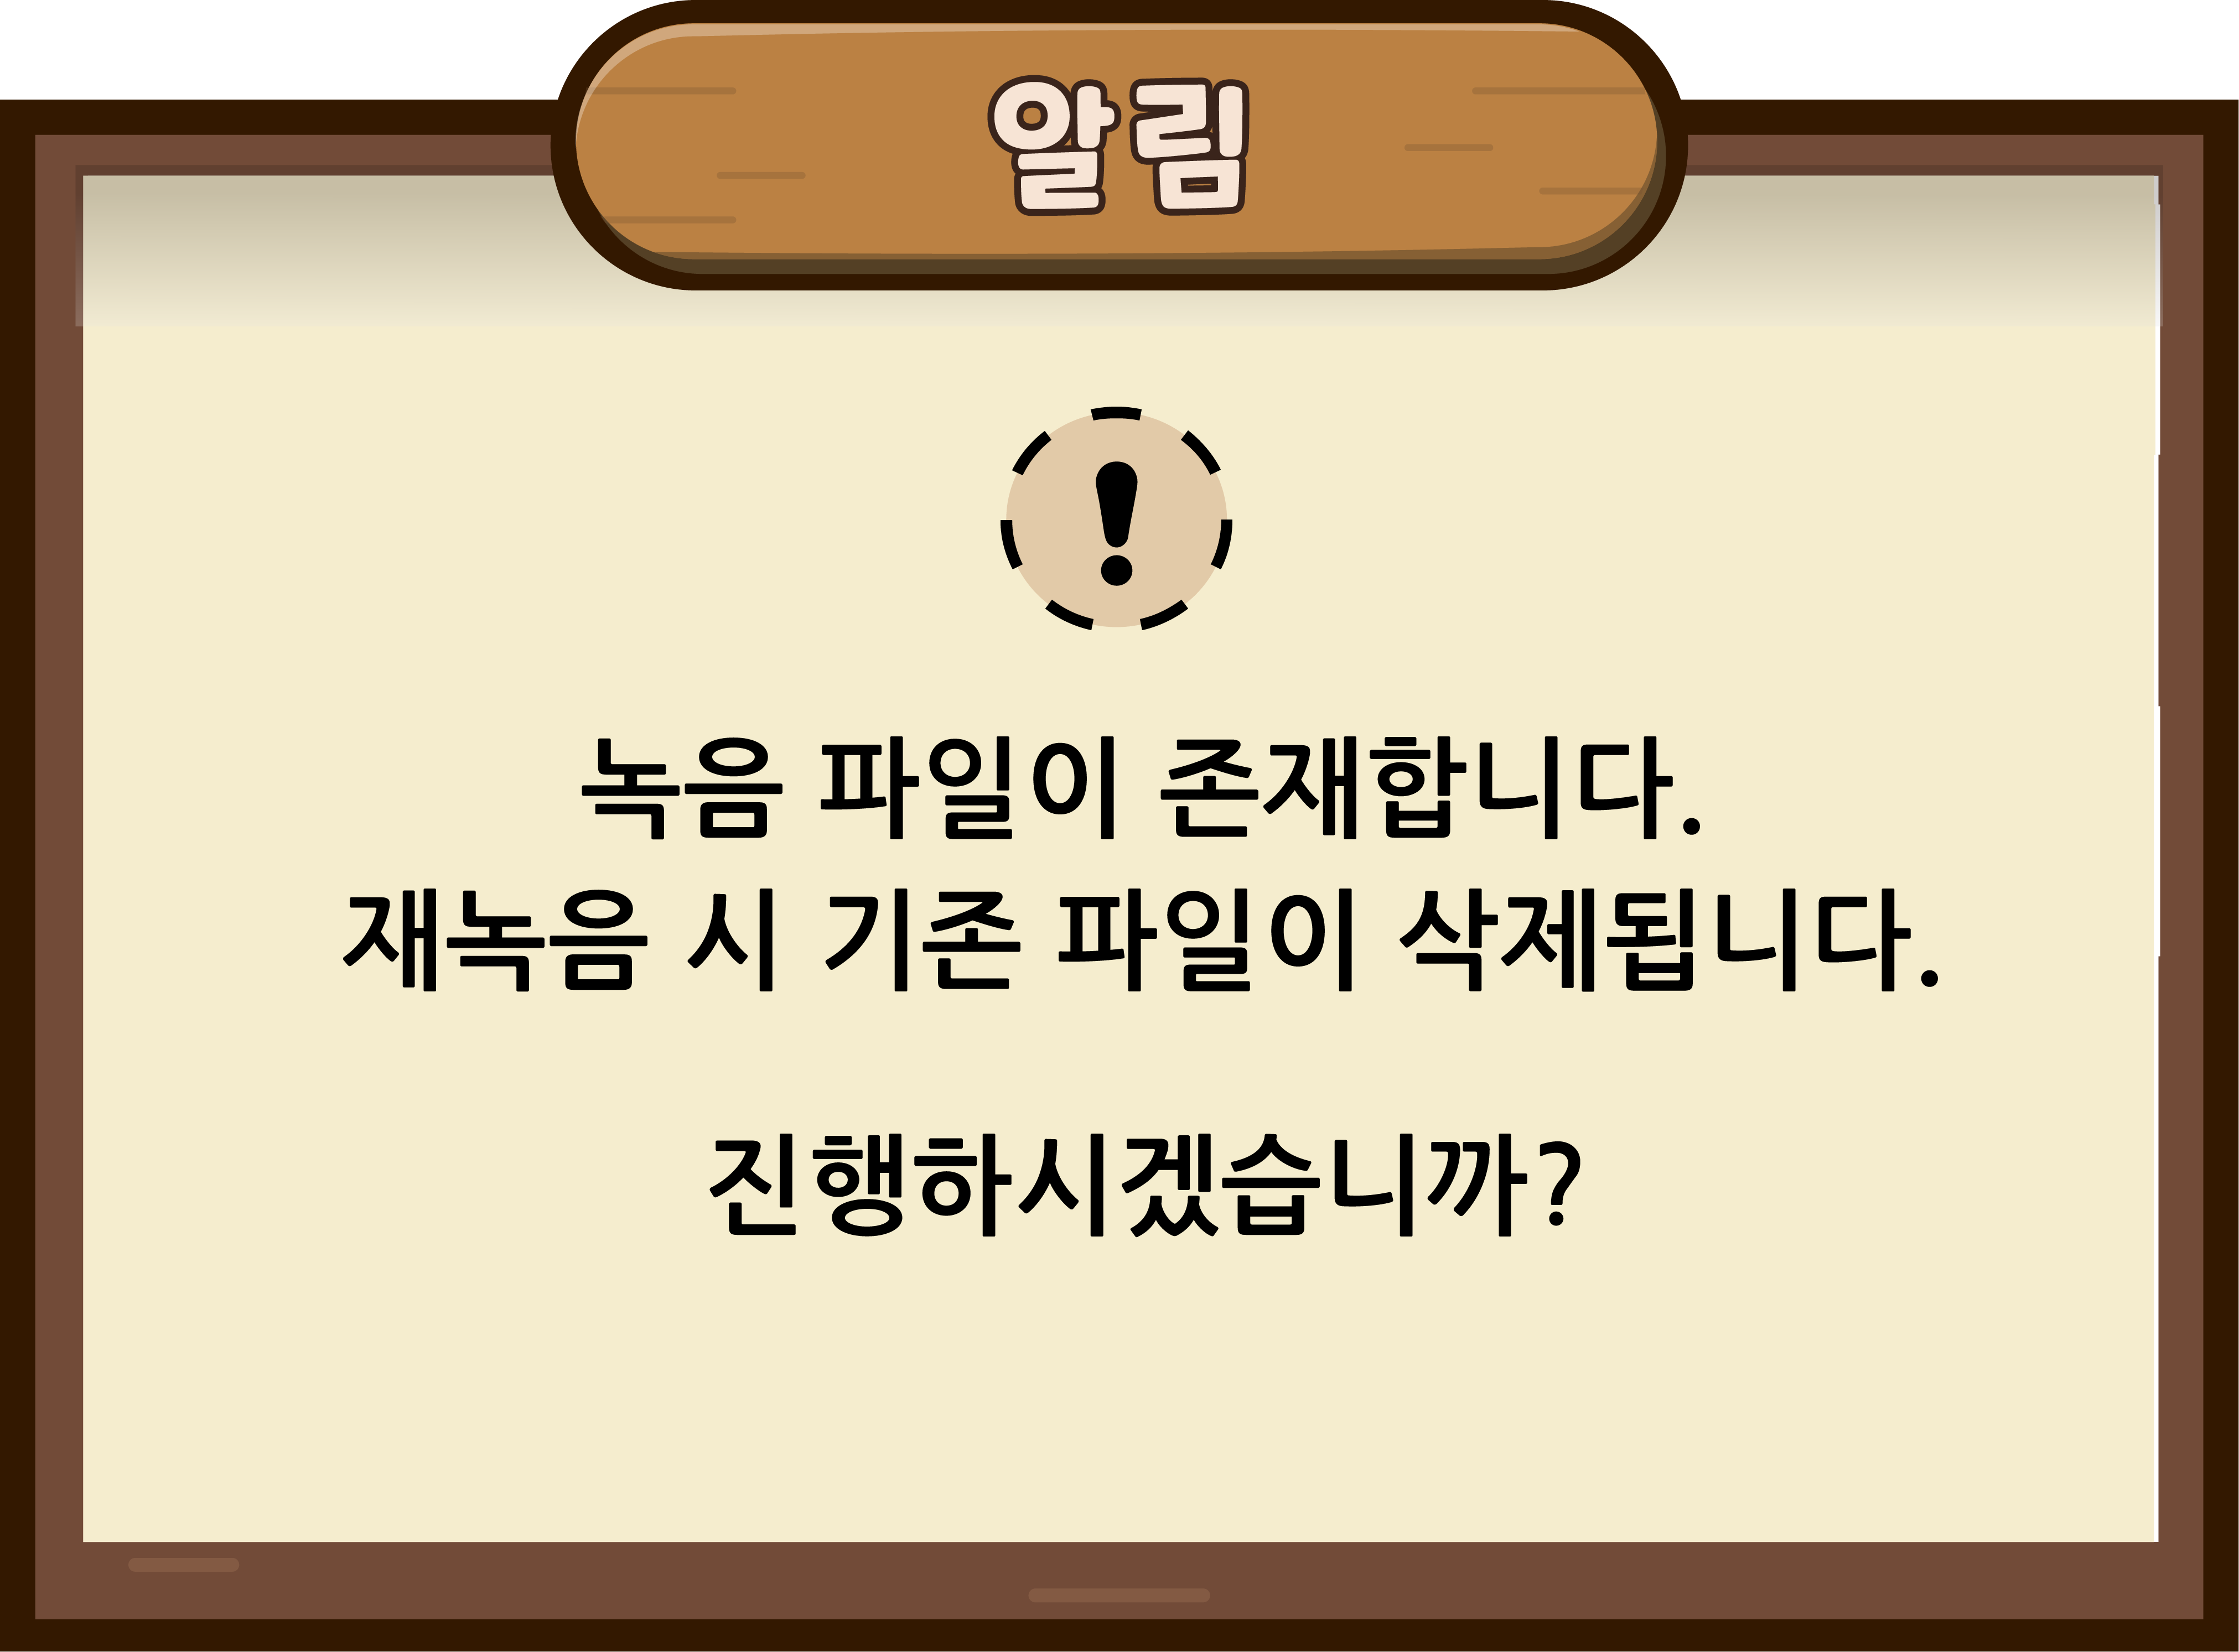 알림
녹음 파일이 존재합니다.
재녹음 시 기존 파일이 삭제됩니다.
진행하시겠습니까?